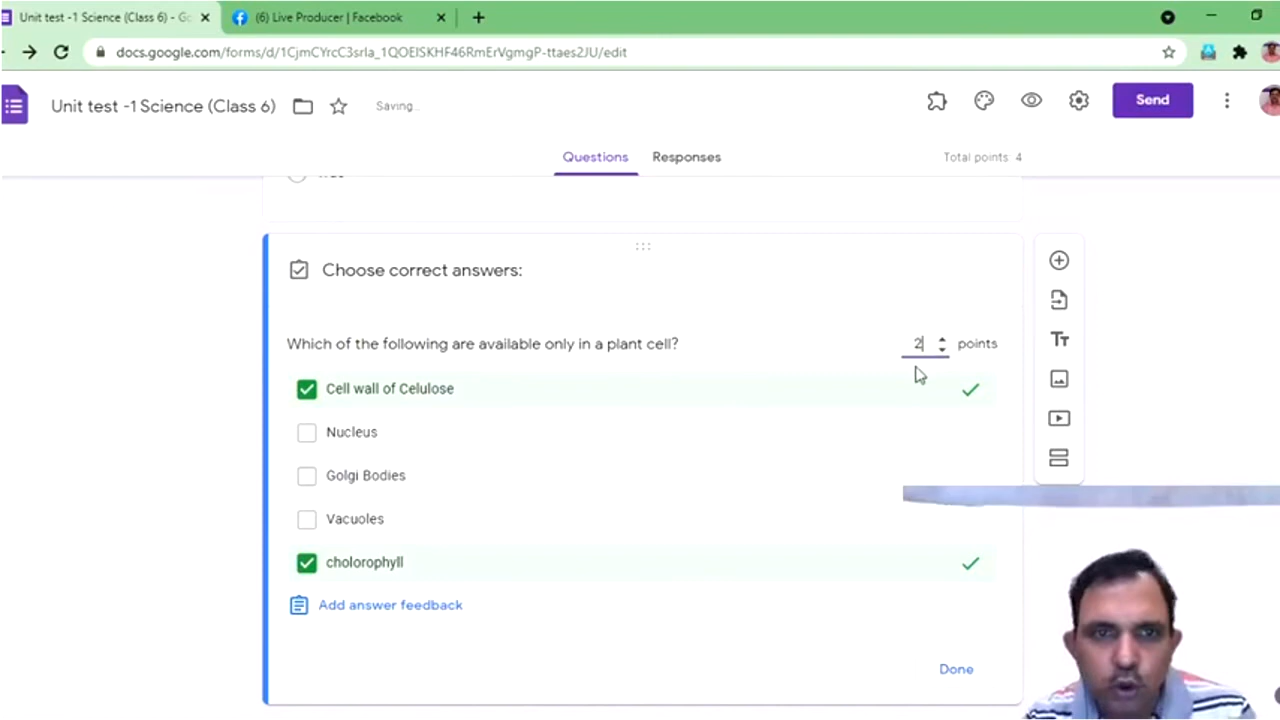 Unit test -1 Science (Class 6) - Go
(6) Live Producer | Facebook
docs.google.com/forms/d/1CjmCYrcC3srIa_1QOElSKHF46RmErVgmgP-ttaes2JU/edit
Unit test -1 Science (Class 6)
Saving...
Send
Questions
Responses
Total points: 4
Choose correct answers:
Which of the following are available only in a plant cell?
2 points
Cell wall of Celulose
Nucleus
Golgi Bodies
Vacuoles
cholorophyll
Add answer feedback
Done